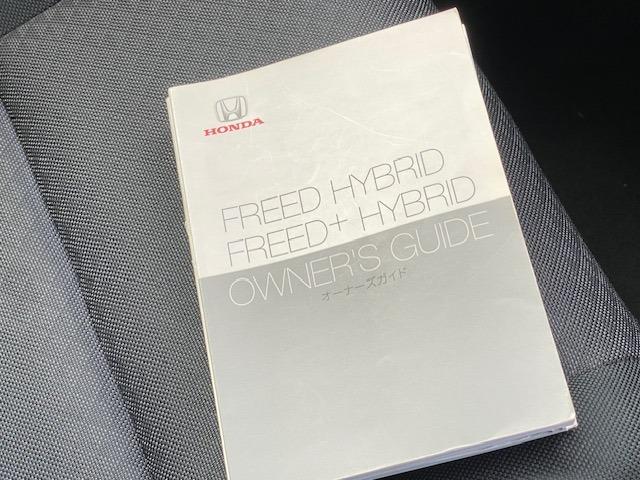 HONDA
FREED HYBRID
FREED+ HYBRID
OWNER'S GUIDE
オーナーズガイド